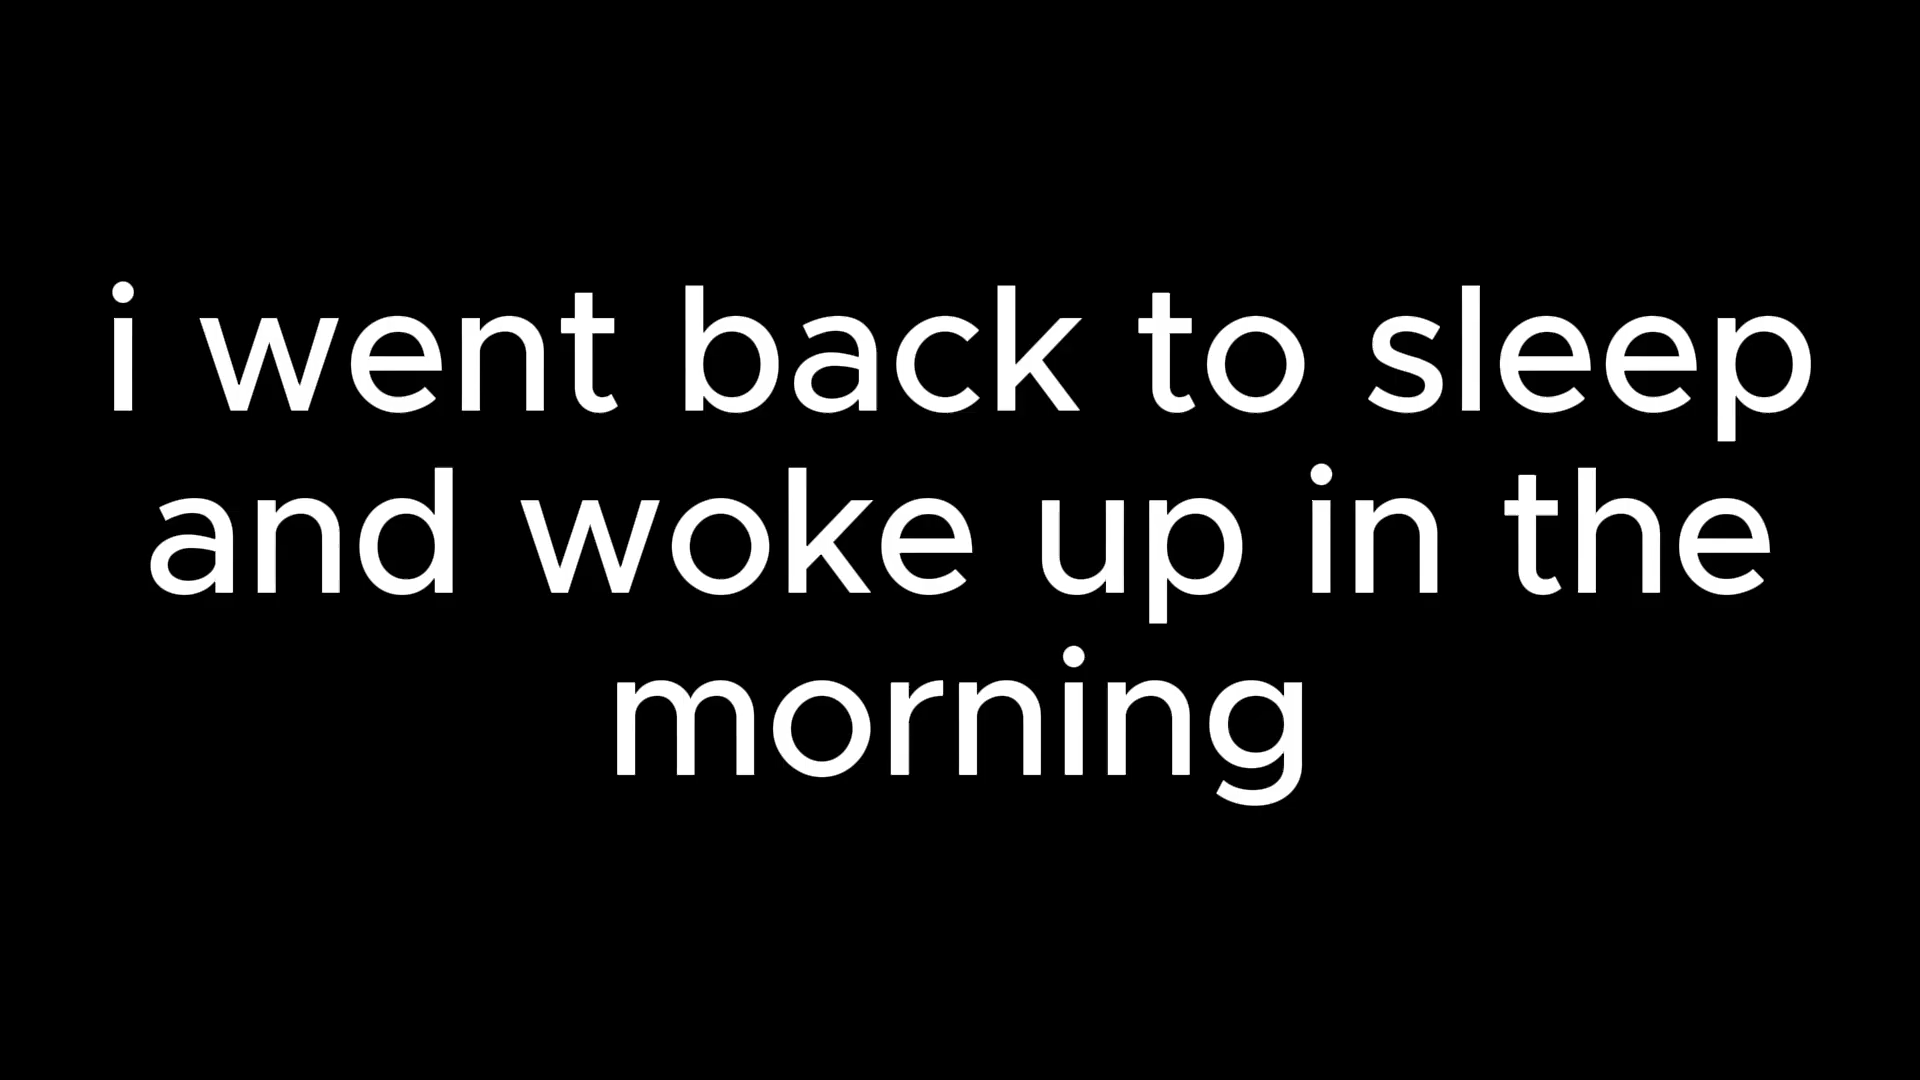 i went back to sleep
and woke up in the
morning